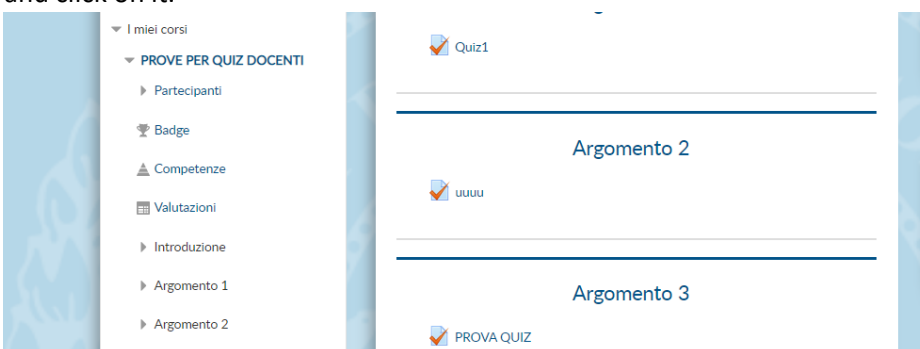 and click on it.
I miei corsi
PROVE PER QUIZ DOCENTI
Partecipanti
Badge
Competenze
Valutazioni
Introduzione
Argomento 1
Argomento 2
Quiz1
Argomento 2
uuuu
Argomento 3
PROVA QUIZ